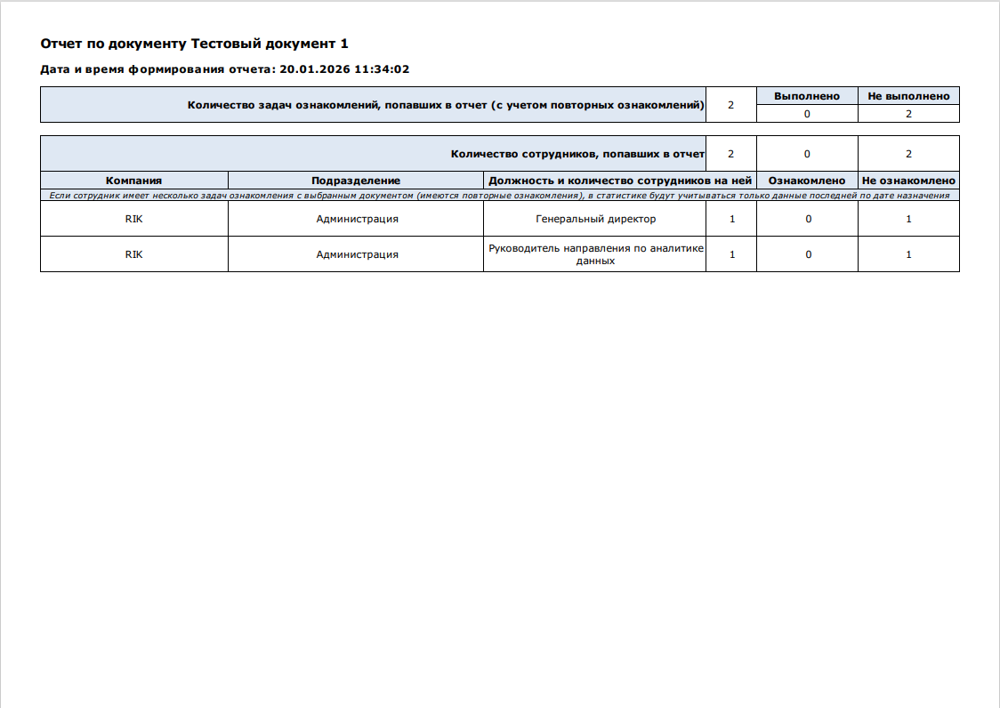 Отчет по документу Тестовый документ 1
Дата и время формирования отчета: 20.01.2026 11:34:02
Количество задач ознакомлений, попавших в отчет (с учетом повторных ознакомлений) 2 Выполнено Не выполнено
0 2
Количество сотрудников, попавших в отчет 2 0 2
Компания Подразделение Должность и количество сотрудников на ней Ознакомлено Не ознакомлено
Если сотрудник имеет несколько задач ознакомления с выбранным документом (имеются повторные ознакомления), в статистике будут учитываться только данные последней по дате назначения
RIK Администрация Генеральный директор 1 0 1
RIK Администрация Руководитель направления по аналитике 1 0 1
данных